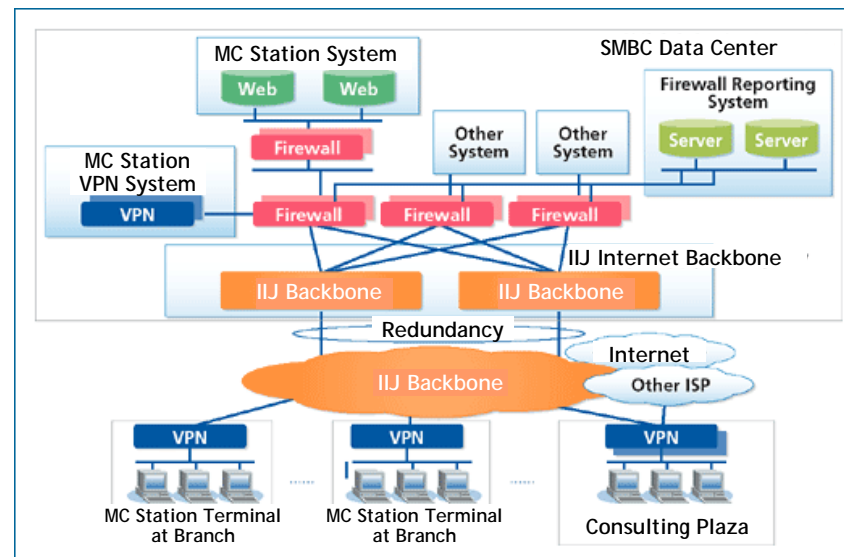 MC Station System
SMBC Data Center
Web Web
Firewall Reporting
System
Other
System
Other
System
Server Server
Firewall
MC Station
VPN System
VPN
Firewall Firewall Firewall
IIJ Internet Backbone
IIJ Backbone IIJ Backbone
Redundancy
Internet
IIJ Backbone
Other ISP
VPN VPN VPN
MC Station Terminal
at Branch
MC Station Terminal
at Branch
Consulting Plaza